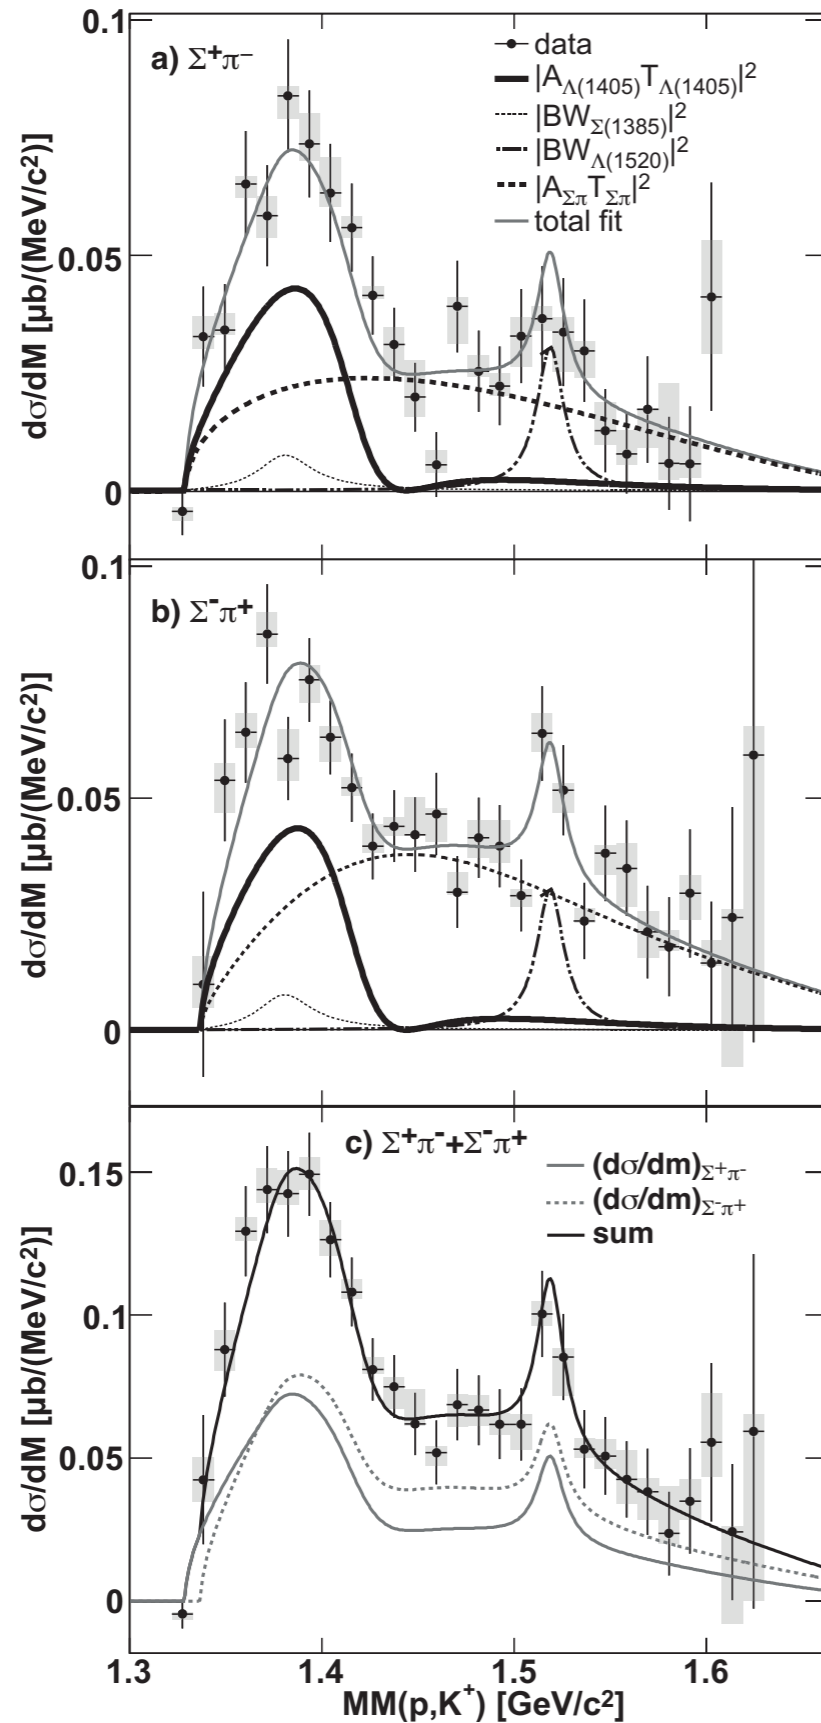 0.1
a) Σ⁺π⁻
data
|A_Λ(1405)T_Λ(1405)|²
|BW_Σ(1385)|²
|BW_Λ(1520)|²
|A_ΣπT_Σπ|²
total fit
dσ/dM [μb/(MeV/c²)]
0.05
0
0.1
b) Σ⁻π⁺
dσ/dM [μb/(MeV/c²)]
0.05
0
c) Σ⁺π⁻+Σ⁻π⁺
(dσ/dm)_Σ⁺π⁻
(dσ/dm)_Σ⁻π⁺
sum
dσ/dM [μb/(MeV/c²)]
0.15
0.1
0.05
0
1.3 1.4 1.5 1.6
MM(p,K⁺) [GeV/c²]